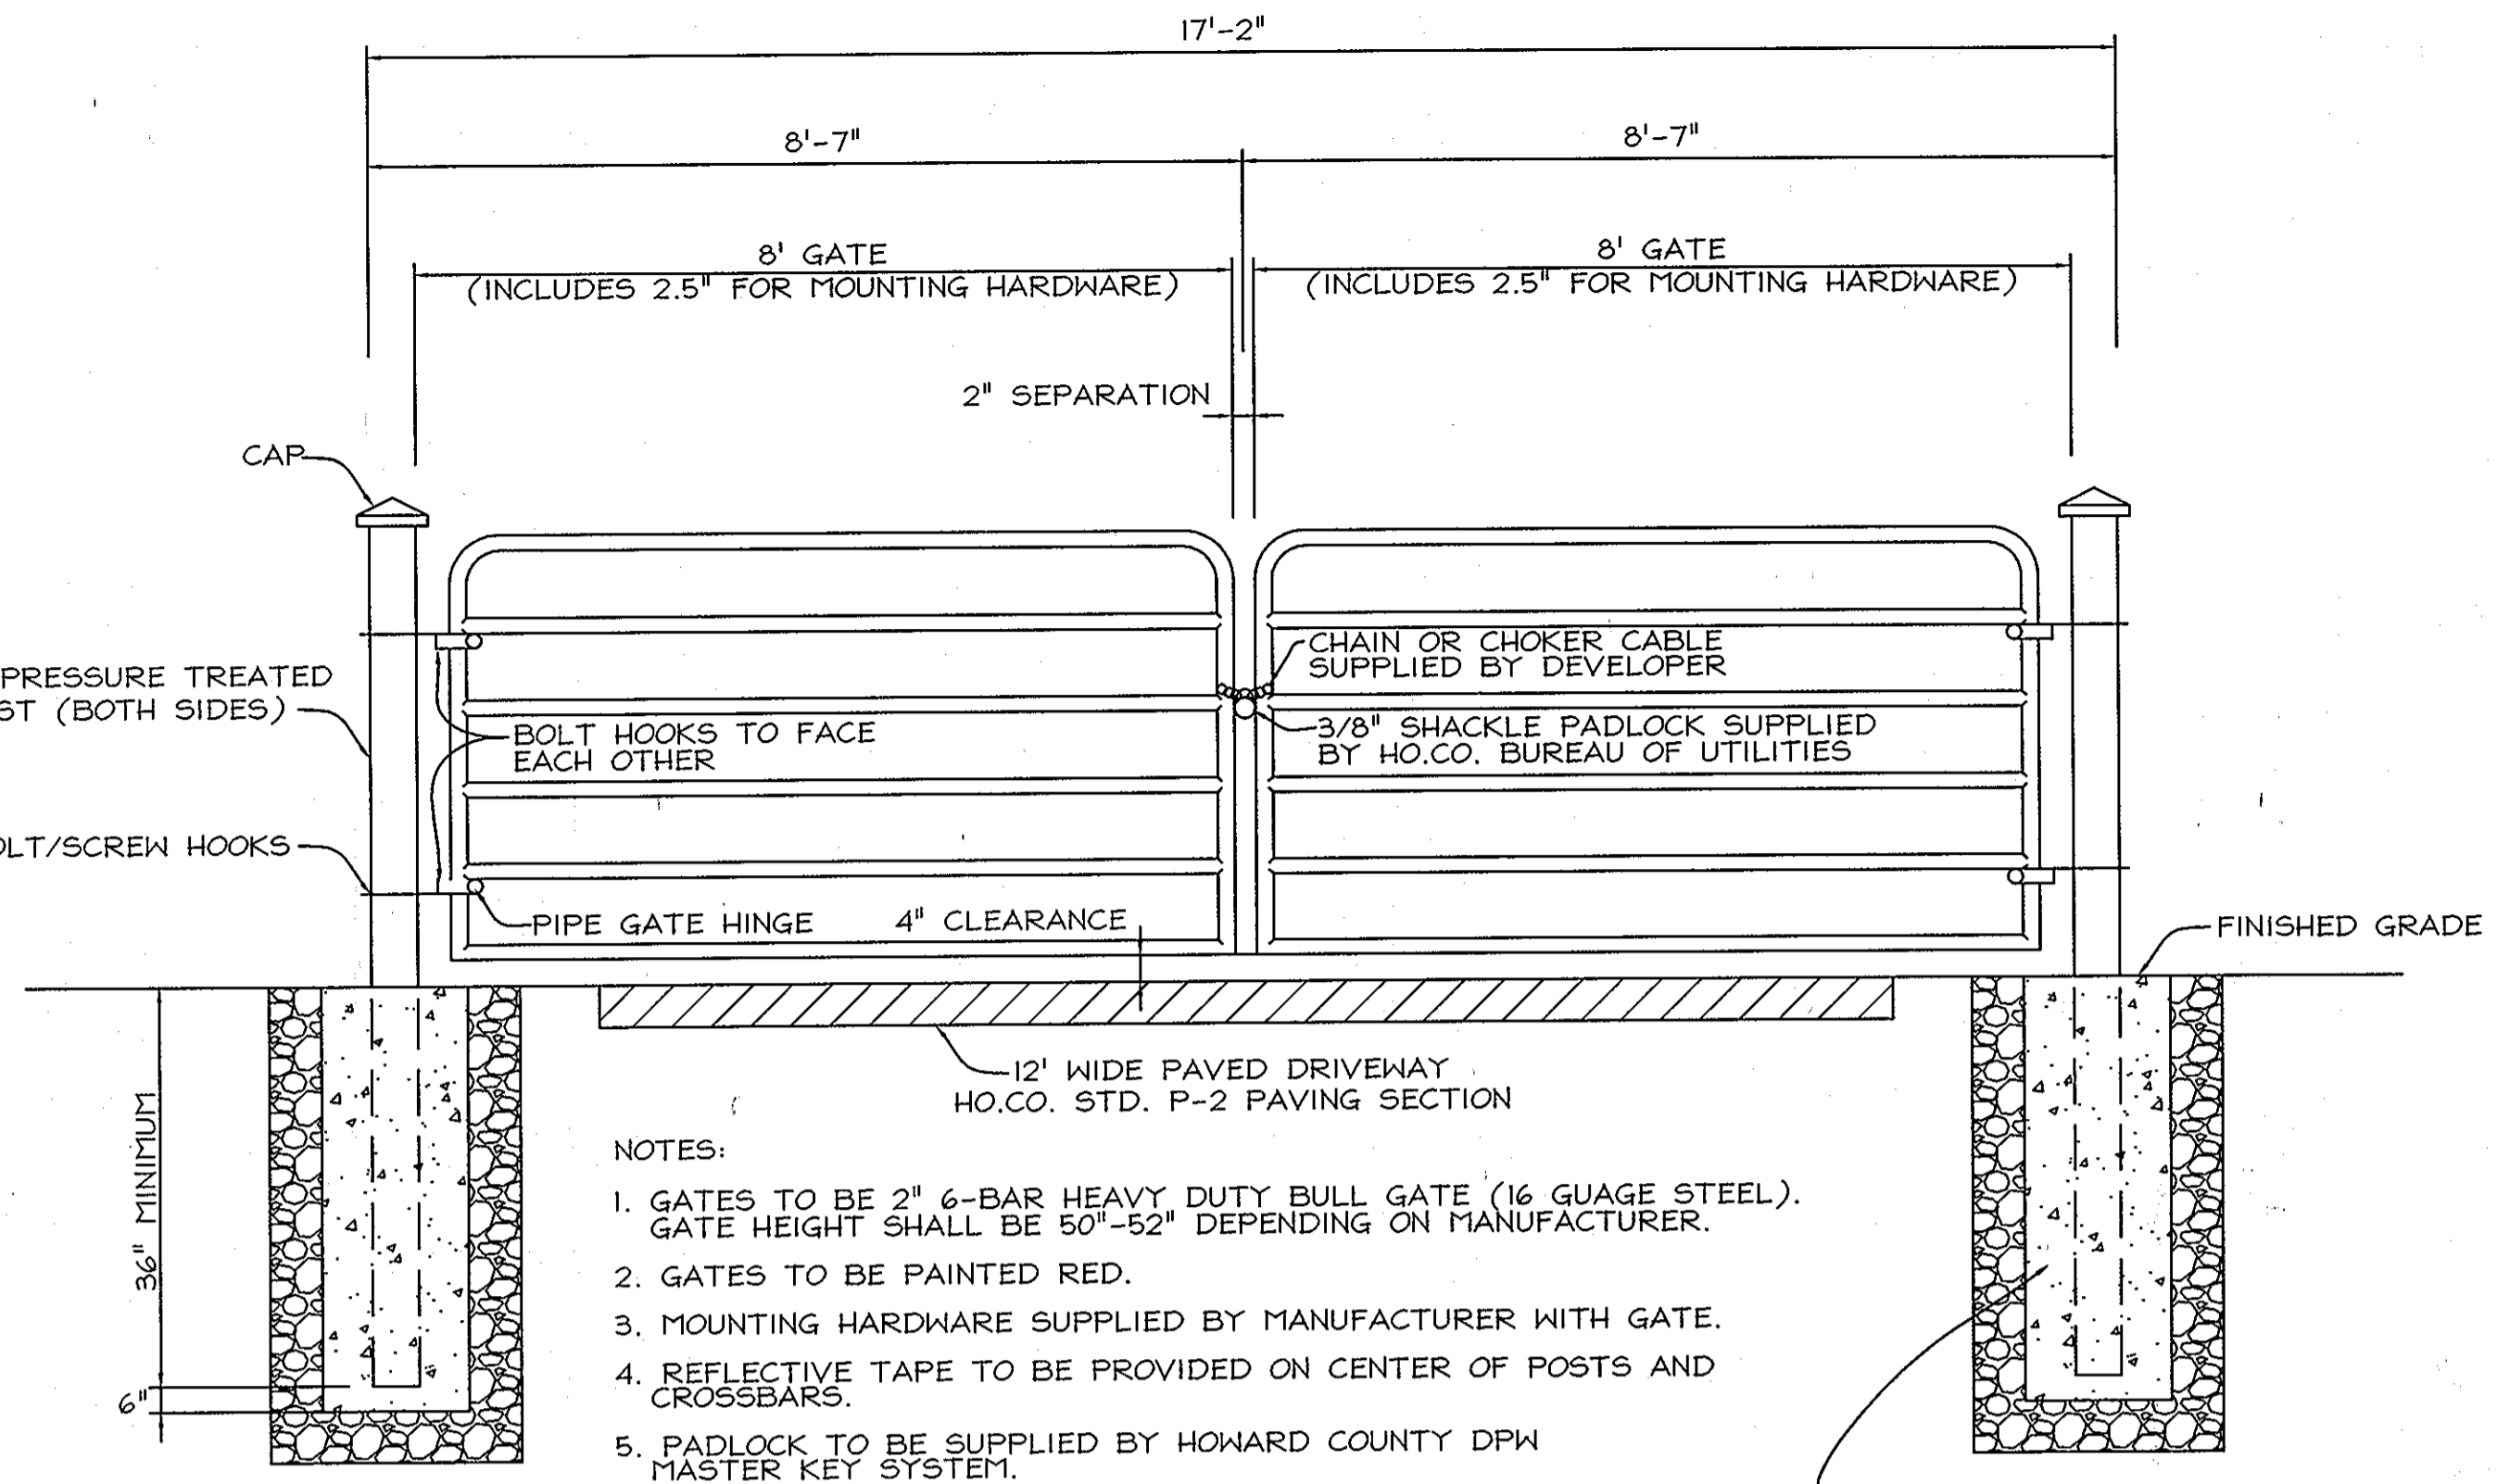 17'-2"
8'-7"
8'-7"
8' GATE
(INCLUDES 2.5" FOR MOUNTING HARDWARE)
8' GATE
(INCLUDES 2.5" FOR MOUNTING HARDWARE)
2" SEPARATION
CAP
CHAIN OR CHOKER CABLE
SUPPLIED BY DEVELOPER
PRESSURE TREATED
(BOTH SIDES)
BOLT HOOKS TO FACE
EACH OTHER
3/8" SHACKLE PADLOCK SUPPLIED
BY HO.CO. BUREAU OF UTILITIES
HOOKS
PIPE GATE HINGE
4" CLEARANCE
FINISHED GRADE
12' WIDE PAVED DRIVEWAY
HO.CO. STD. P-2 PAVING SECTION
36" MINIMUM
6"
NOTES:
1. GATES TO BE 2" 6-BAR HEAVY DUTY BULL GATE (16 GUAGE STEEL).
GATE HEIGHT SHALL BE 50"-52" DEPENDING ON MANUFACTURER.
2. GATES TO BE PAINTED RED.
3. MOUNTING HARDWARE SUPPLIED BY MANUFACTURER WITH GATE.
4. REFLECTIVE TAPE TO BE PROVIDED ON CENTER OF POSTS AND
CROSSBARS.
5. PADLOCK TO BE SUPPLIED BY HOWARD COUNTY DPW
MASTER KEY SYSTEM.